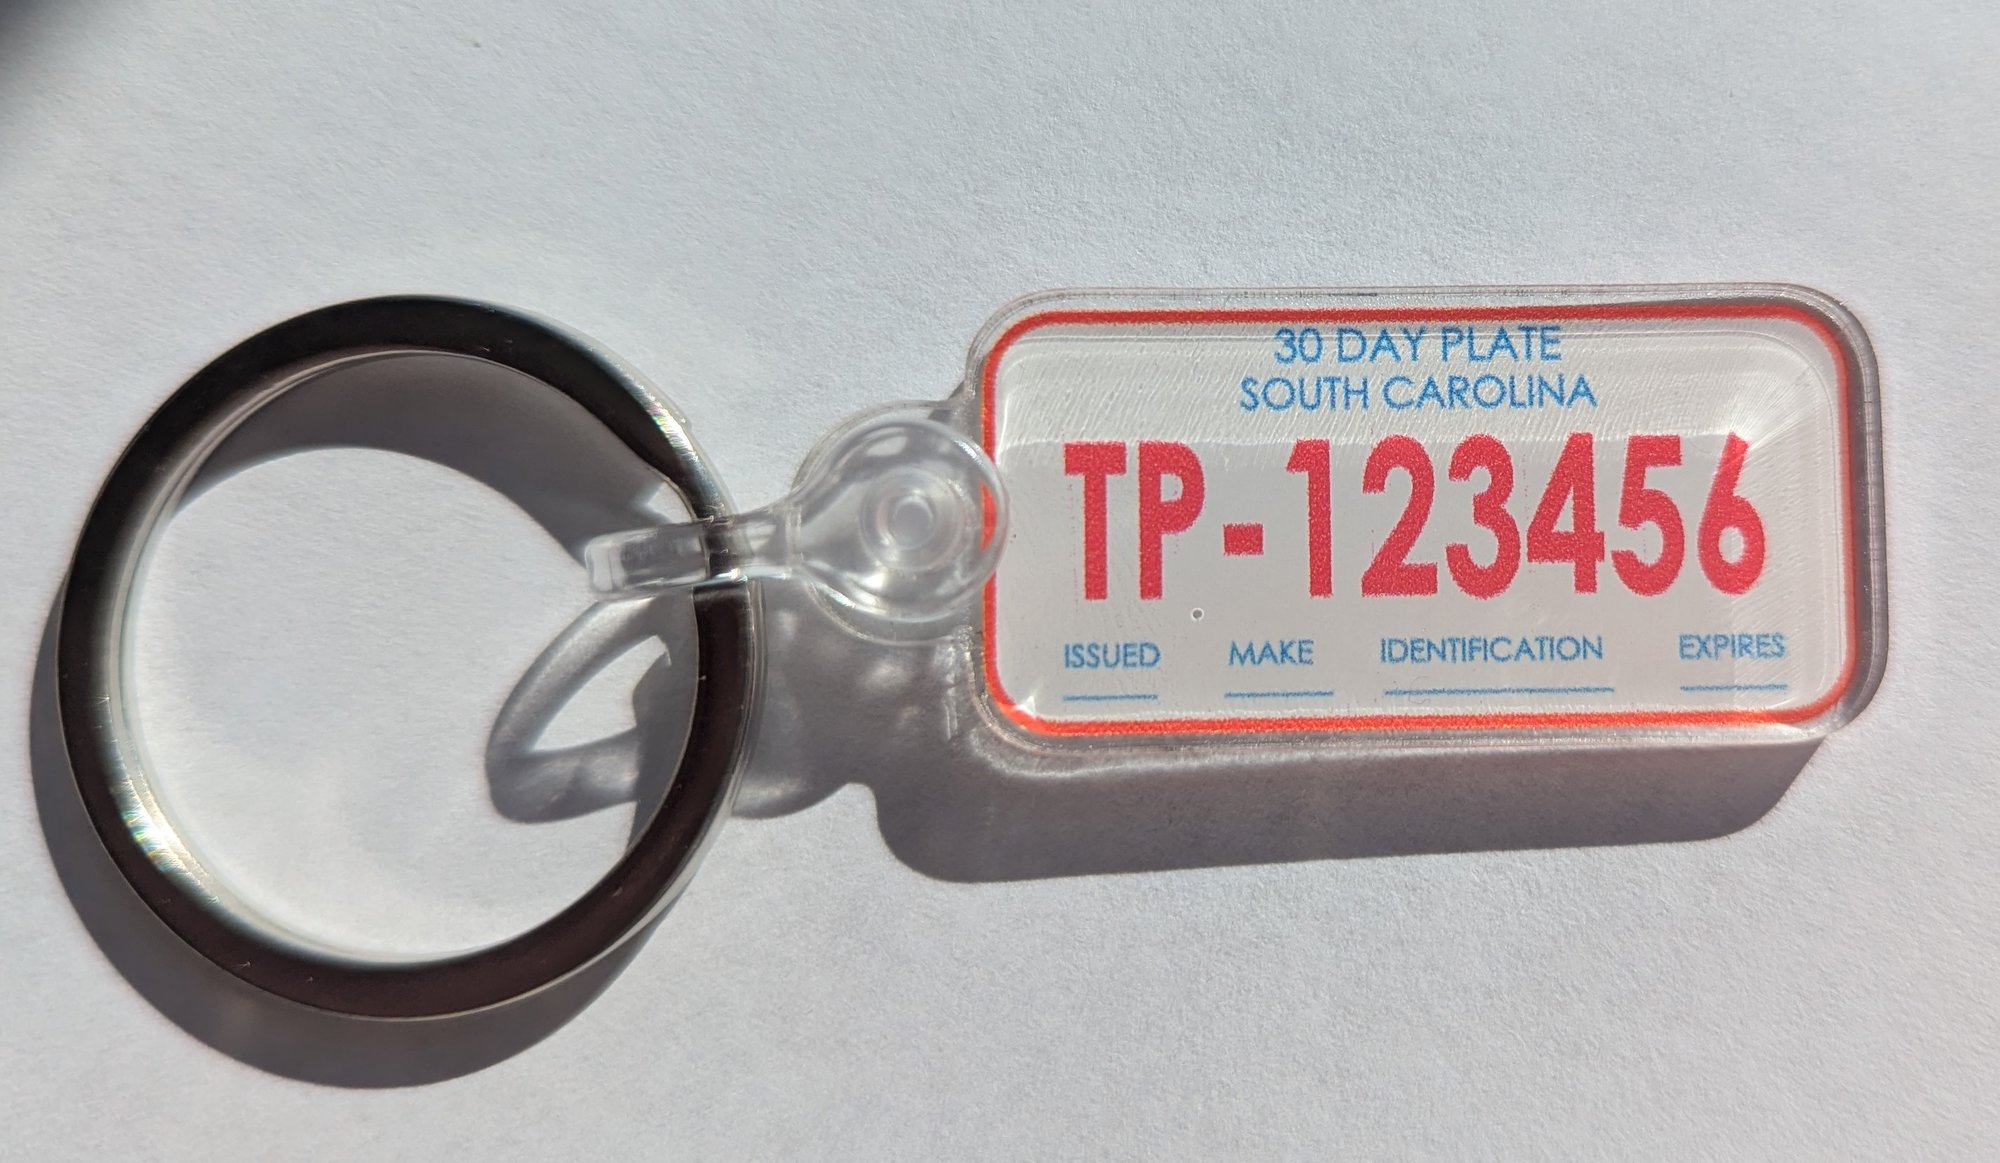 30 DAY PLATE
SOUTH CAROLINA
TP-123456
ISSUED MAKE IDENTIFICATION EXPIRES